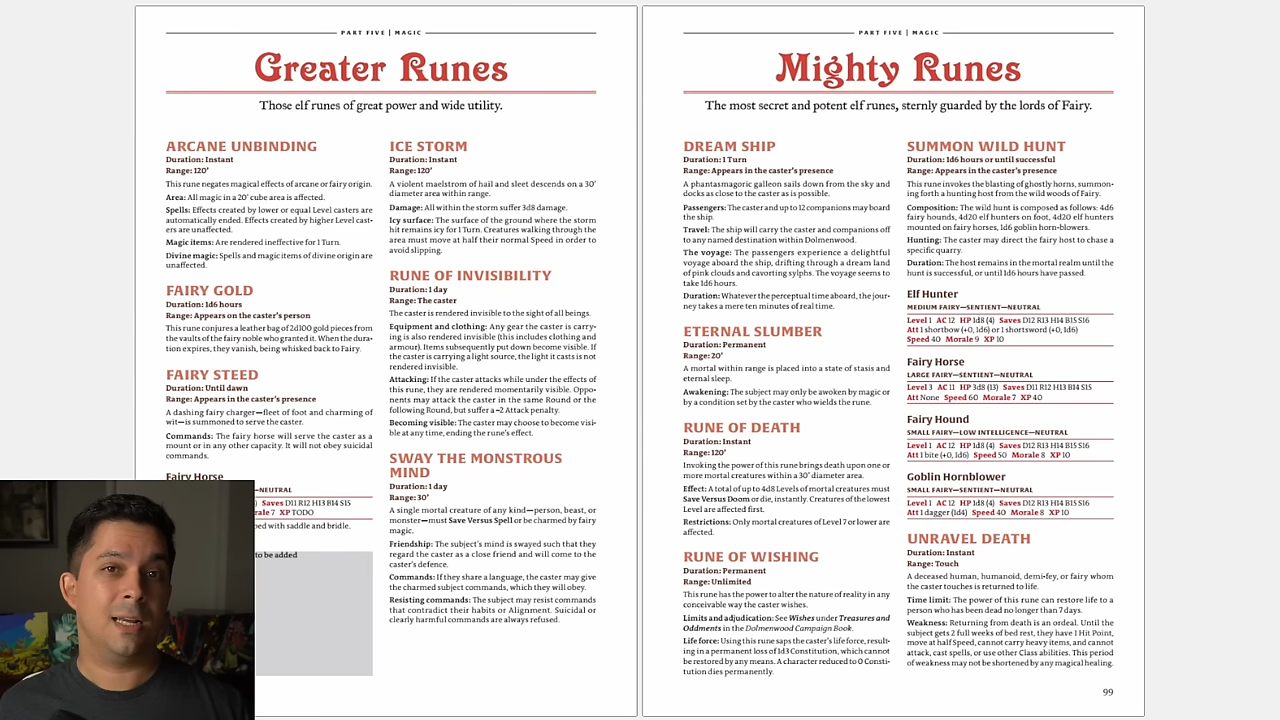 PART FIVE | MAGIC
Greater Runes
Those elf runes of great power and wide utility.
ARCANE UNBINDING
Duration: Instant
Range: 120'
This rune negates magical effects of arcane or fairy origin.
Area: All magic in a 20' cube area is affected.
Spells: Effects created by lower or equal Level casters are
automatically ended. Effects created by higher Level cast-
ers are unaffected.
Magic items: Are rendered ineffective for 1 Turn.
Divine magic: Spells and magic items of divine origin are
unaffected.
FAIRY GOLD
Duration: 1d6 hours
Range: Appears on the caster's person
This rune conjures a leather bag of 2d100 gold pieces from
the vaults of the fairy noble who granted it. When the dura-
tion expires, they vanish, being whisked back to Fairy.
FAIRY STEED
Duration: Until dawn
Range: Appears in the caster's presence
A dashing fairy charger—fleet of foot and charming of
wit—is summoned to serve the caster.
Commands: The fairy horse will serve the caster as a
mount or in any other capacity. It will not obey suicidal
commands.
Fairy Horse
—NEUTRAL
) Saves D11 R12 H13 B14 S15
rale 7 XP TODO
ped with saddle and bridle.
to be added
ICE STORM
Duration: Instant
Range: 120'
A violent maelstrom of hail and sleet descends on a 30'
diameter area within range.
Damage: All within the storm suffer 3d8 damage.
Icy surface: The surface of the ground where the storm
hit remains icy for 1 Turn. Creatures walking through the
area must move at half their normal Speed in order to
avoid slipping.
RUNE OF INVISIBILITY
Duration: 1 day
Range: The caster
The caster is rendered invisible to the sight of all beings.
Equipment and clothing: Any gear the caster is carry-
ing is also rendered invisible (this includes clothing and
armour). Items subsequently put down become visible. If
the caster is carrying a light source, the light it casts is not
rendered invisible.
Attacking: If the caster attacks while under the effects of
this rune, they are rendered momentarily visible. Oppo-
nents may attack the caster in the same Round or the
following Round, but suffer a −2 Attack penalty.
Becoming visible: The caster may choose to become visi-
ble at any time, ending the rune's effect.
SWAY THE MONSTROUS
MIND
Duration: 1 day
Range: 30'
A single mortal creature of any kind—person, beast, or
monster—must Save Versus Spell or be charmed by fairy
magic.
Friendship: The subject's mind is swayed such that they
regard the caster as a close friend and will come to the
caster's defence.
Commands: If they share a language, the caster may give
the charmed subject commands, which they will obey.
Resisting commands: The subject may resist commands
that contradict their habits or Alignment. Suicidal or
clearly harmful commands are always refused.
PART FIVE | MAGIC
Mighty Runes
The most secret and potent elf runes, sternly guarded by the lords of Fairy.
DREAM SHIP
Duration: 1 Turn
Range: Appears in the caster's presence
A phantasmagoric galleon sails down from the sky and
docks as close to the caster as is possible.
Passengers: The caster and up to 12 companions may board
the ship.
Travel: The ship will carry the caster and companions off
to any named destination within Dolmenwood.
The voyage: The passengers experience a delightful
voyage aboard the ship, drifting through a dream land
of pink clouds and cavorting sylphs. The voyage seems to
take 1d6 hours.
Duration: Whatever the perceptual time aboard, the jour-
ney takes a mere ten minutes of real time.
ETERNAL SLUMBER
Duration: Permanent
Range: 20'
A mortal within range is placed into a state of stasis and
eternal sleep.
Awakening: The subject may only be awoken by magic or
by a condition set by the caster who wields the rune.
RUNE OF DEATH
Duration: Instant
Range: 120'
Invoking the power of this rune brings death upon one or
more mortal creatures within a 30' diameter area.
Effect: A total of up to 4d8 Levels of mortal creatures must
Save Versus Doom or die, instantly. Creatures of the lowest
Level are affected first.
Restrictions: Only mortal creatures of Level 7 or lower are
affected.
RUNE OF WISHING
Duration: Permanent
Range: Unlimited
This rune has the power to alter the nature of reality in any
conceivable way the caster wishes.
Limits and adjudication: See Wishes under Treasures and
Oddments in the Dolmenwood Campaign Book.
Life force: Using this rune saps the caster's life force, result-
ing in a permanent loss of 1d3 Constitution, which cannot
be restored by any means. A character reduced to 0 Consti-
tution dies permanently.
SUMMON WILD HUNT
Duration: 1d6 hours or until successful
Range: Appears in the caster's presence
This rune invokes the blasting of ghostly horns, summon-
ing forth a hunting host from the wild woods of Fairy.
Composition: The wild hunt is composed as follows: 4d6
fairy hounds, 4d20 elf hunters on foot, 4d20 elf hunters
mounted on fairy horses, 1d6 goblin horn-blowers.
Hunting: The caster may direct the fairy host to chase a
specific quarry.
Duration: The host remains in the mortal realm until the
hunt is successful, or until 1d6 hours have passed.
Elf Hunter
MEDIUM FAIRY—SENTIENT—NEUTRAL
Level 1 AC 12 HP 1d8 (4) Saves D12 R13 H14 B15 S16
Att 1 shortbow (+0, 1d6) or 1 shortsword (+0, 1d6)
Speed 40 Morale 9 XP 10
Fairy Horse
LARGE FAIRY—SENTIENT—NEUTRAL
Level 3 AC 11 HP 3d8 (13) Saves D11 R12 H13 B14 S15
Att None Speed 60 Morale 7 XP 40
Fairy Hound
SMALL FAIRY—LOW INTELLIGENCE—NEUTRAL
Level 1 AC 12 HP 1d8 (4) Saves D12 R13 H14 B15 S16
Att 1 bite (+0, 1d6) Speed 50 Morale 8 XP 10
Goblin Hornblower
SMALL FAIRY—SENTIENT—NEUTRAL
Level 1 AC 12 HP 1d8 (4) Saves D12 R13 H14 B15 S16
Att 1 dagger (1d4) Speed 40 Morale 8 XP 10
UNRAVEL DEATH
Duration: Instant
Range: Touch
A deceased human, humanoid, demi-fey, or fairy whom
the caster touches is returned to life.
Time limit: The power of this rune can restore life to a
person who has been dead no longer than 7 days.
Weakness: Returning from death is an ordeal. Until the
subject gets 2 full weeks of bed rest, they have 1 Hit Point,
move at half Speed, cannot carry heavy items, and cannot
attack, cast spells, or use other Class abilities. This period
of weakness may not be shortened by any magical healing.
99